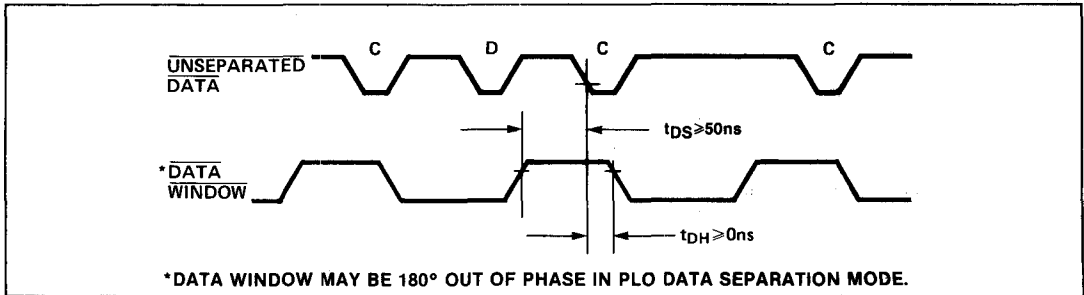 C D C C
UNSEPARATED
DATA
tDS≥50ns
*DATA
WINDOW
tDH≥0ns
*DATA WINDOW MAY BE 180° OUT OF PHASE IN PLO DATA SEPARATION MODE.